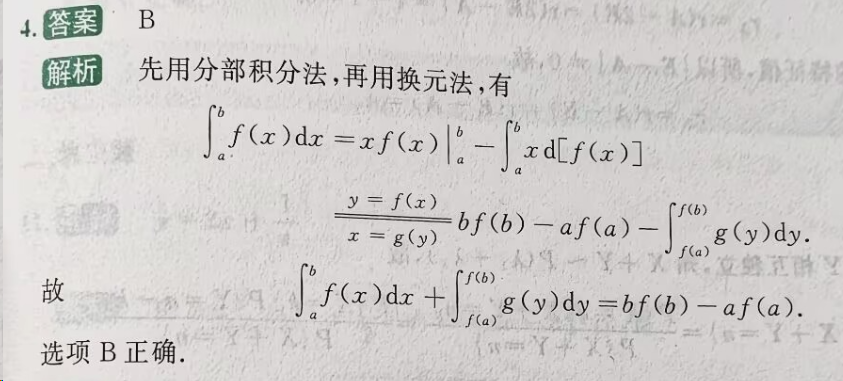 4. 答案 B
解析 先用分部积分法,再用换元法,有
∫_a^b f(x)dx = xf(x)|_a^b - ∫_a^b x d[f(x)]
\xlongequal[x = g(y)]{y = f(x)} bf(b) - af(a) - ∫_{f(a)}^{f(b)} g(y)dy.
故 ∫_a^b f(x)dx + ∫_{f(a)}^{f(b)} g(y)dy = bf(b) - af(a).
选项 B 正确.